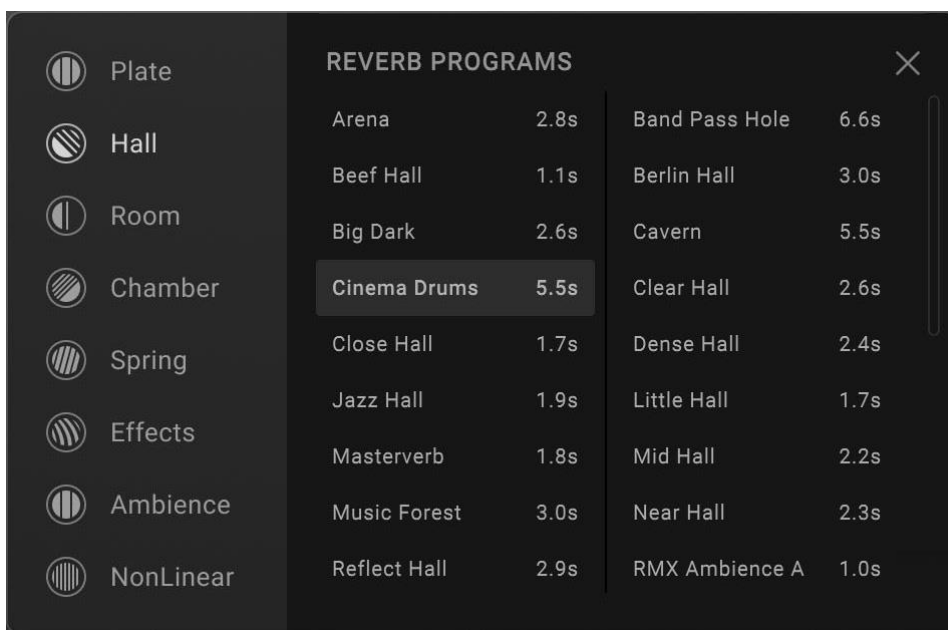 Plate
Hall
Room
Chamber
Spring
Effects
Ambience
NonLinear
REVERB PROGRAMS
Arena 2.8s
Beef Hall 1.1s
Big Dark 2.6s
Cinema Drums 5.5s
Close Hall 1.7s
Jazz Hall 1.9s
Masterverb 1.8s
Music Forest 3.0s
Reflect Hall 2.9s
Band Pass Hole 6.6s
Berlin Hall 3.0s
Cavern 5.5s
Clear Hall 2.6s
Dense Hall 2.4s
Little Hall 1.7s
Mid Hall 2.2s
Near Hall 2.3s
RMX Ambience A 1.0s